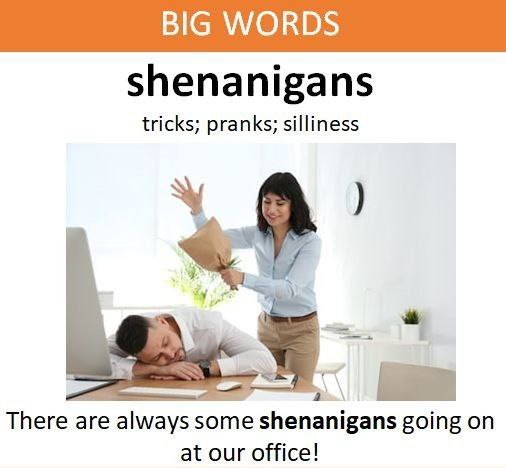 BIG WORDS
shenanigans
tricks; pranks; silliness
There are always some shenanigans going on
at our office!